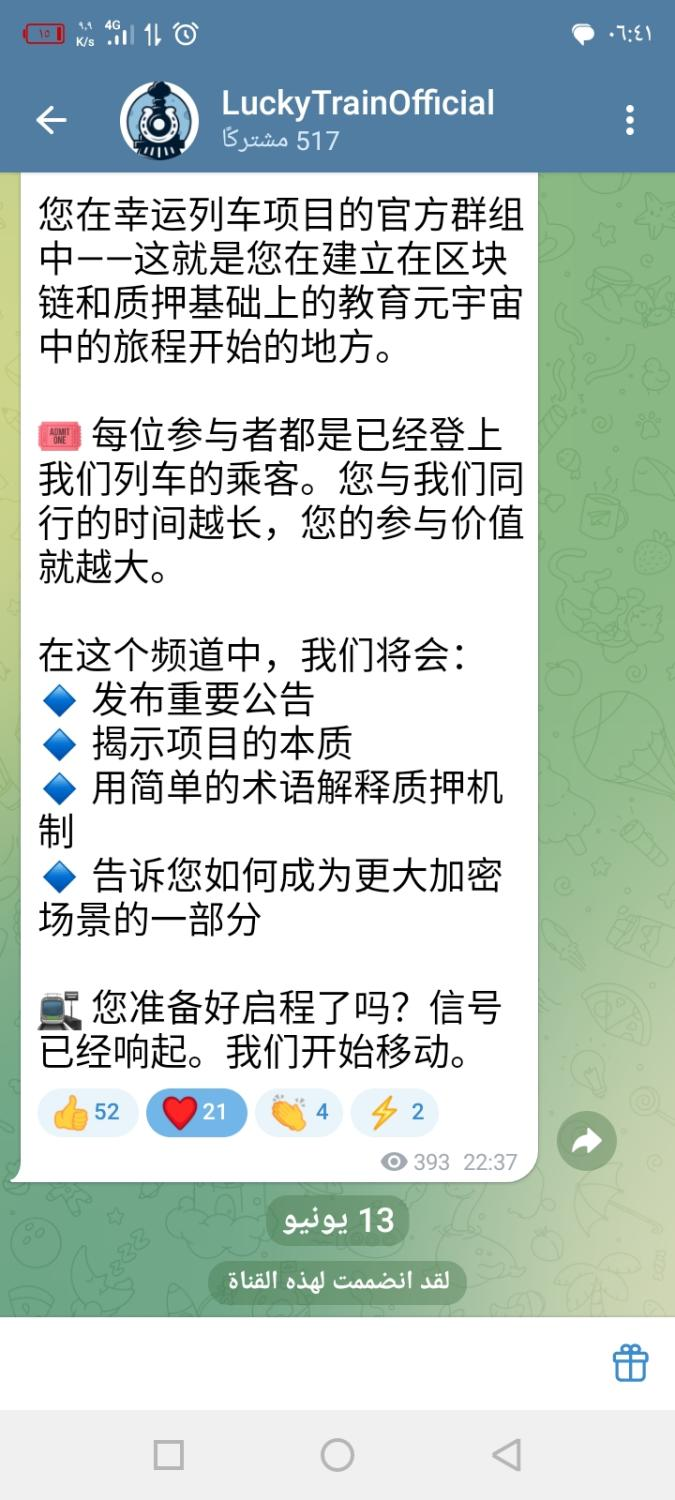 ١٥
٩,٩
K/s
4G
٠٦:٤١
LuckyTrainOfficial
517 مشتركًا
您在幸运列车项目的官方群组
中——这就是您在建立在区块
链和质押基础上的教育元宇宙
中的旅程开始的地方。
ADMIT
ONE
每位参与者都是已经登上
我们列车的乘客。您与我们同
行的时间越长，您的参与价值
就越大。
在这个频道中，我们将会：
🔷 发布重要公告
🔷 揭示项目的本质
🔷 用简单的术语解释质押机
制
🔷 告诉您如何成为更大加密
场景的一部分
🚉 您准备好启程了吗？信号
已经响起。我们开始移动。
👍 52 ❤️ 21 👏 4 ⚡ 2
393 22:37
13 يونيو
لقد انضممت لهذه القناة